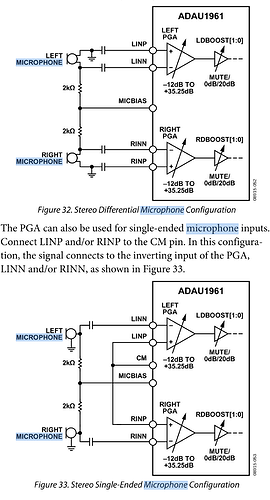 ADAU1961
LEFT
PGA
LDBOOST[1:0]
LINP
LEFT
MICROPHONE
LINN
–12dB TO
+35.25dB
MUTE/
0dB/20dB
2kΩ
MICBIAS
2kΩ
RIGHT
PGA
RDBOOST[1:0]
RINN
RIGHT
MICROPHONE
RINP
–12dB TO
+35.25dB
MUTE/
0dB/20dB
08915-052
Figure 32. Stereo Differential Microphone Configuration
The PGA can also be used for single-ended microphone inputs.
Connect LINP and/or RINP to the CM pin. In this configura-
tion, the signal connects to the inverting input of the PGA,
LINN and/or RINN, as shown in Figure 33.
ADAU1961
LEFT
PGA
LDBOOST[1:0]
LINN
LEFT
MICROPHONE
LINP
–12dB TO
+35.25dB
MUTE/
0dB/20dB
2kΩ
CM
MICBIAS
2kΩ
RIGHT
PGA
RDBOOST[1:0]
RINP
RIGHT
MICROPHONE
RINN
–12dB TO
+35.25dB
MUTE/
0dB/20dB
08915-053
Figure 33. Stereo Single-Ended Microphone Configuration